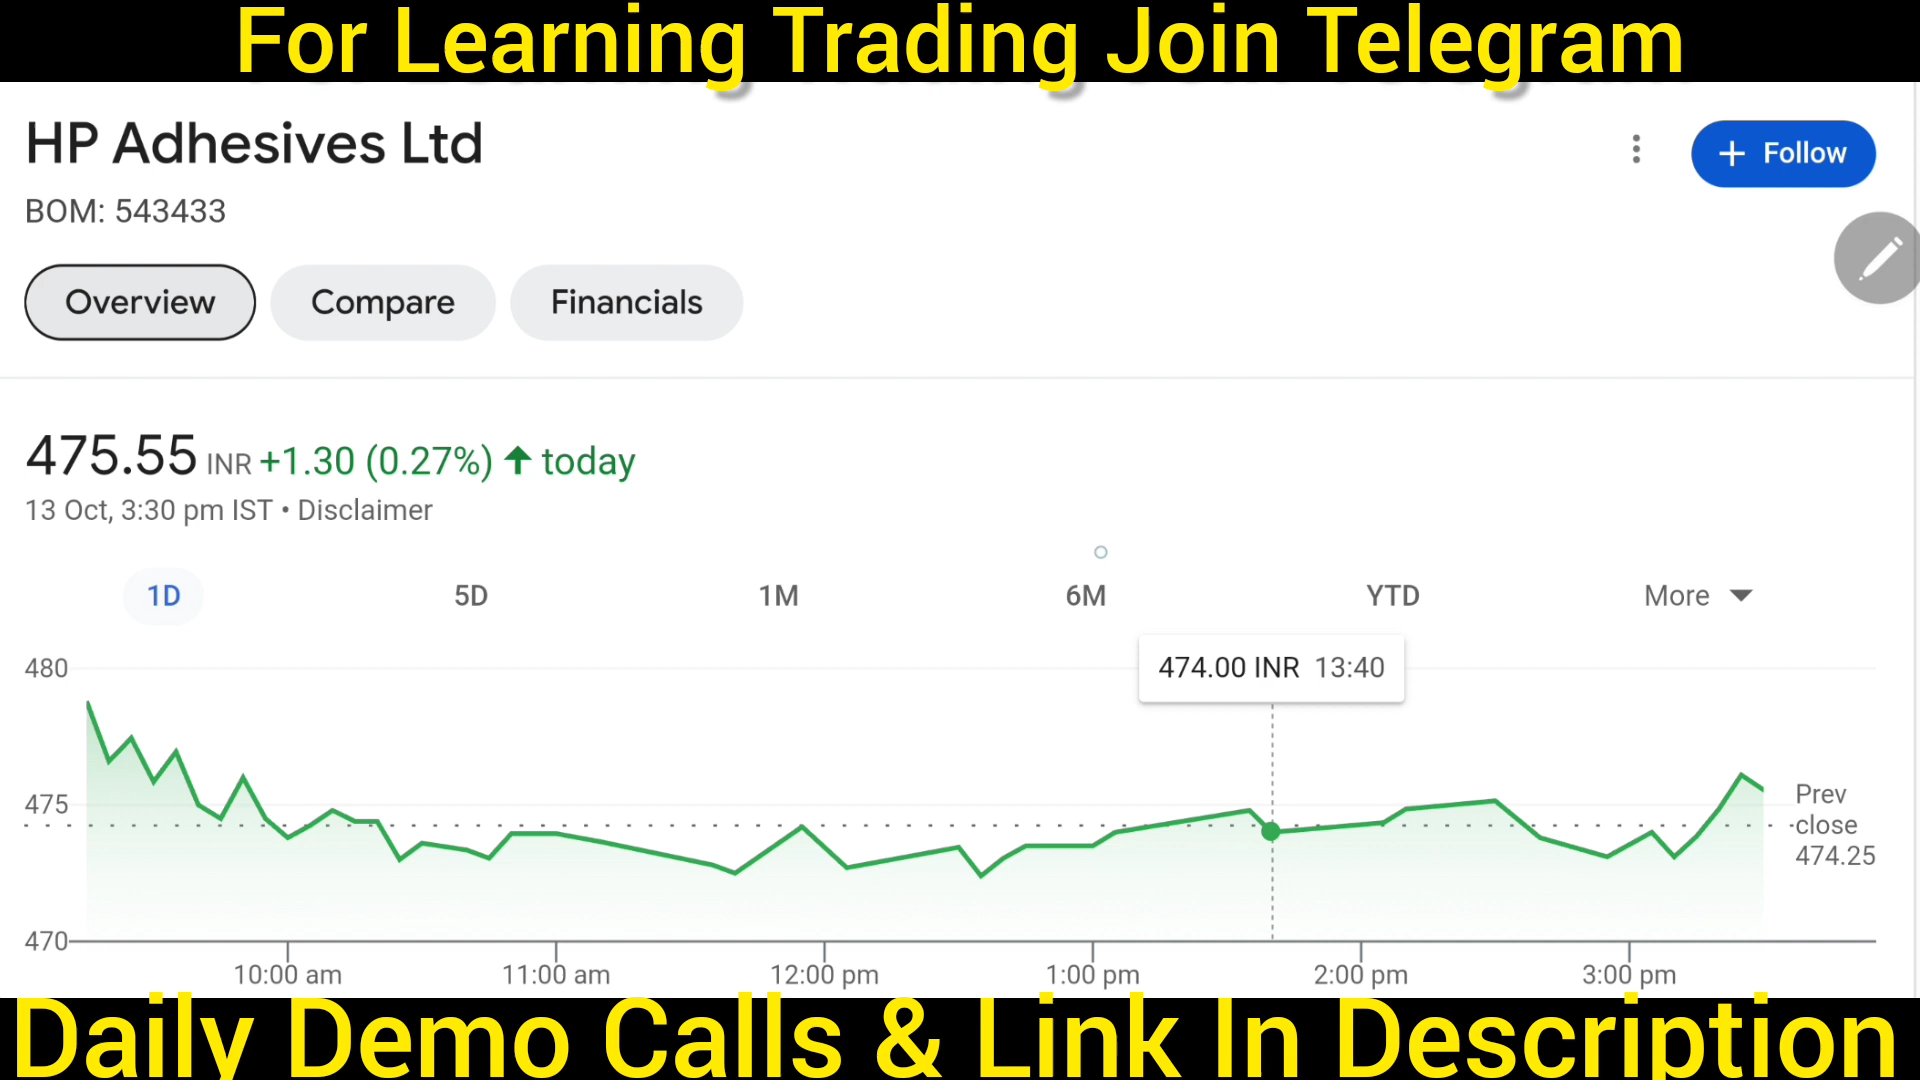 For Learning Trading Join Telegram
HP Adhesives Ltd
+ Follow
BOM: 543433
Overview
Compare
Financials
475.55 INR +1.30 (0.27%) ↑ today
13 Oct, 3:30 pm IST • Disclaimer
1D
5D
1M
6M
YTD
More
474.00 INR 13:40
480
475
470
Prev
close
474.25
10:00 am
11:00 am
12:00 pm
1:00 pm
2:00 pm
3:00 pm
Daily Demo Calls & Link In Description